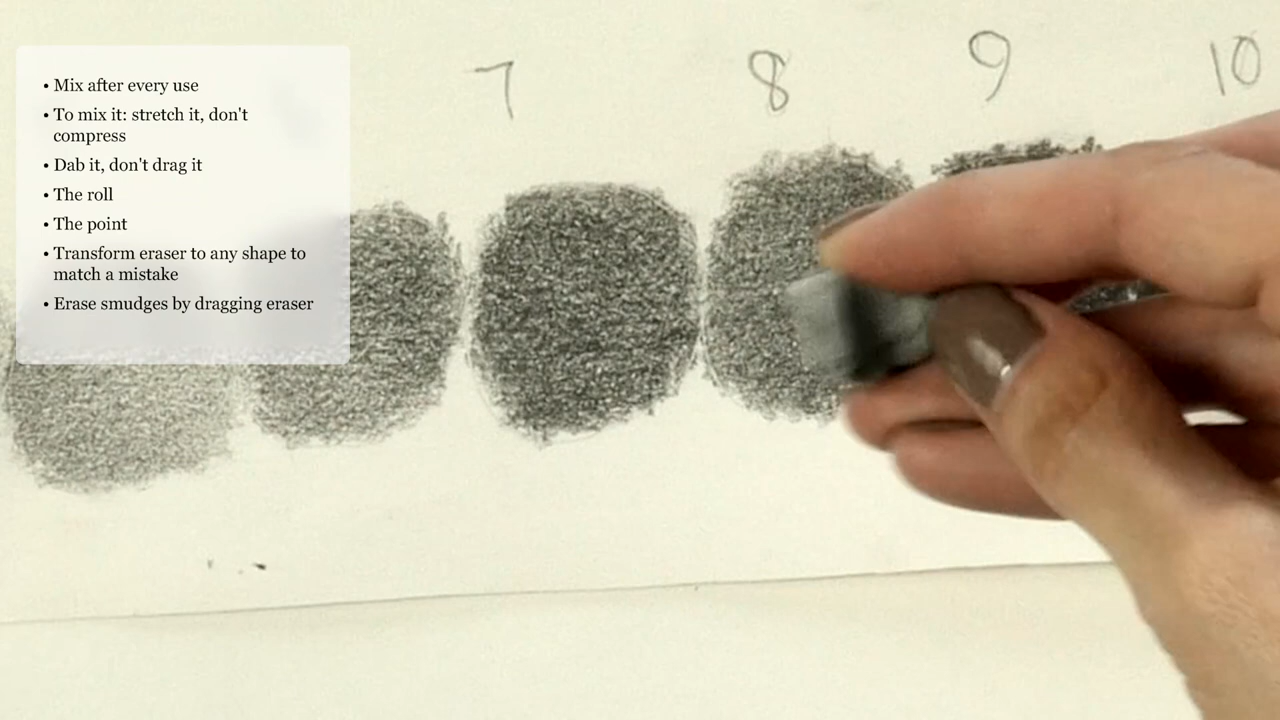 • Mix after every use
• To mix it: stretch it, don't
compress
• Dab it, don't drag it
• The roll
• The point
• Transform eraser to any shape to
match a mistake
• Erase smudges by dragging eraser
7 8 9 10